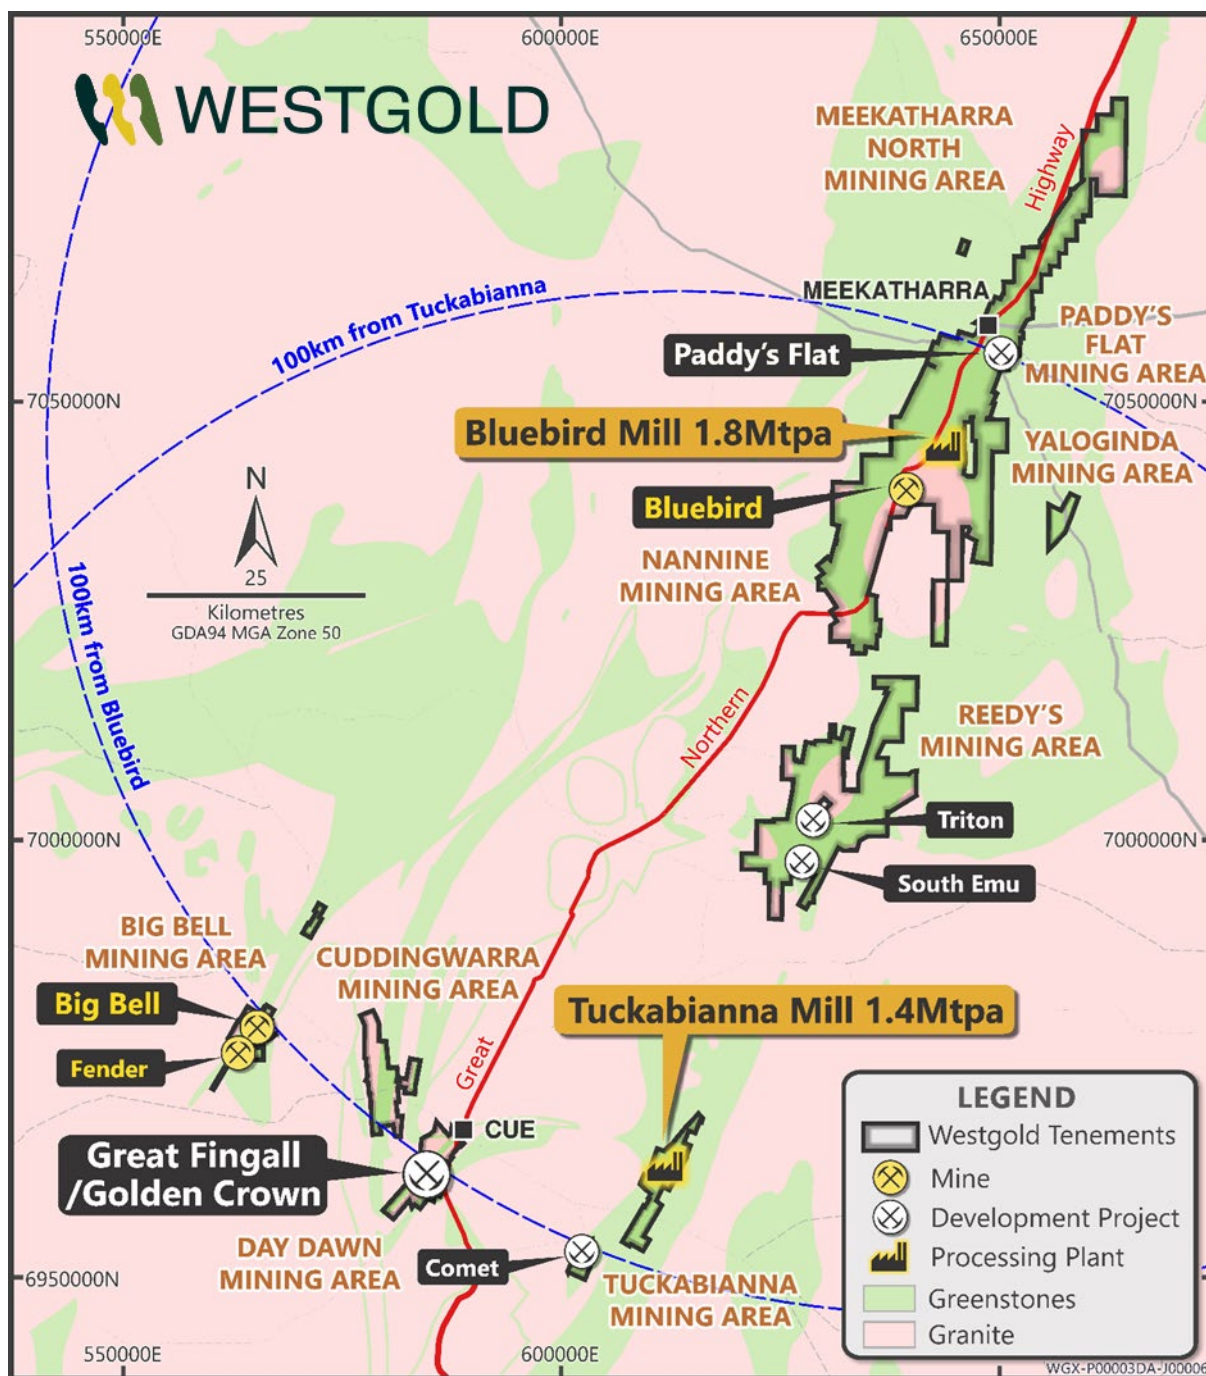 550000E
600000E
650000E
WESTGOLD
MEEKATHARRA
NORTH
MINING AREA
Highway
100km from Tuckabianna
MEEKATHARRA
PADDY'S
FLAT
MINING AREA
Paddy's Flat
7050000N
7050000N
Bluebird Mill 1.8Mtpa
YALOGINDA
MINING AREA
N
25
Kilometres
GDA94 MGA Zone 50
Bluebird
NANNINE
MINING AREA
100km from Bluebird
Northern
REEDY'S
MINING AREA
Triton
7000000N
7000000N
South Emu
BIG BELL
MINING AREA
CUDDINGWARRA
MINING AREA
Big Bell
Fender
Tuckabianna Mill 1.4Mtpa
Great
CUE
Great Fingall
/Golden Crown
DAY DAWN
MINING AREA
Comet
TUCKABIANNA
MINING AREA
6950000N
LEGEND
Westgold Tenements
Mine
Development Project
Processing Plant
Greenstones
Granite
550000E
600000E
WGX-P00003DA-J00006